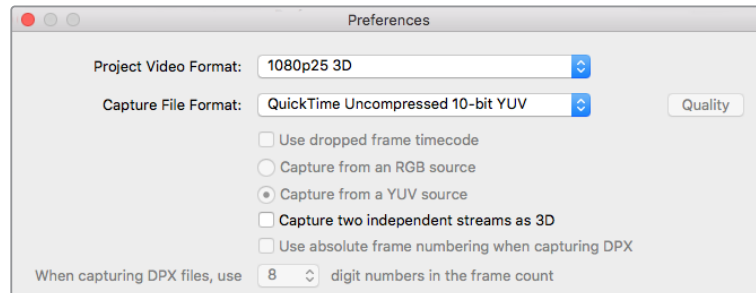 Preferences
Project Video Format: 1080p25 3D
Capture File Format: QuickTime Uncompressed 10-bit YUV Quality
Use dropped frame timecode
Capture from an RGB source
Capture from a YUV source
Capture two independent streams as 3D
Use absolute frame numbering when capturing DPX
When capturing DPX files, use 8 digit numbers in the frame count